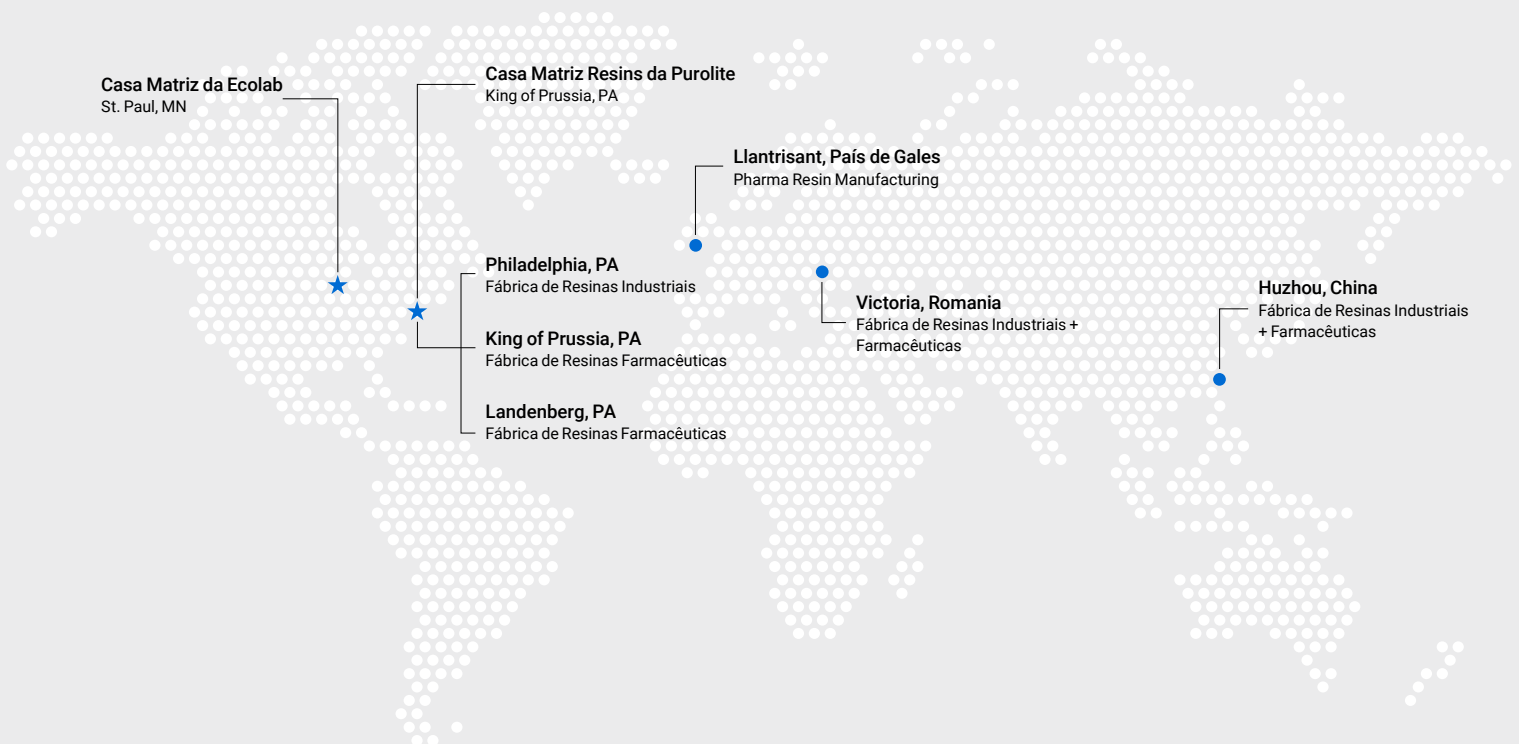 Casa Matriz da Ecolab
St. Paul, MN
Casa Matriz Resins da Purolite
King of Prussia, PA
Llantrisant, País de Gales
Pharma Resin Manufacturing
Philadelphia, PA
Fábrica de Resinas Industriais
King of Prussia, PA
Fábrica de Resinas Farmacêuticas
Landenberg, PA
Fábrica de Resinas Farmacêuticas
Victoria, Romania
Fábrica de Resinas Industriais +
Farmacêuticas
Huzhou, China
Fábrica de Resinas Industriais
+ Farmacêuticas